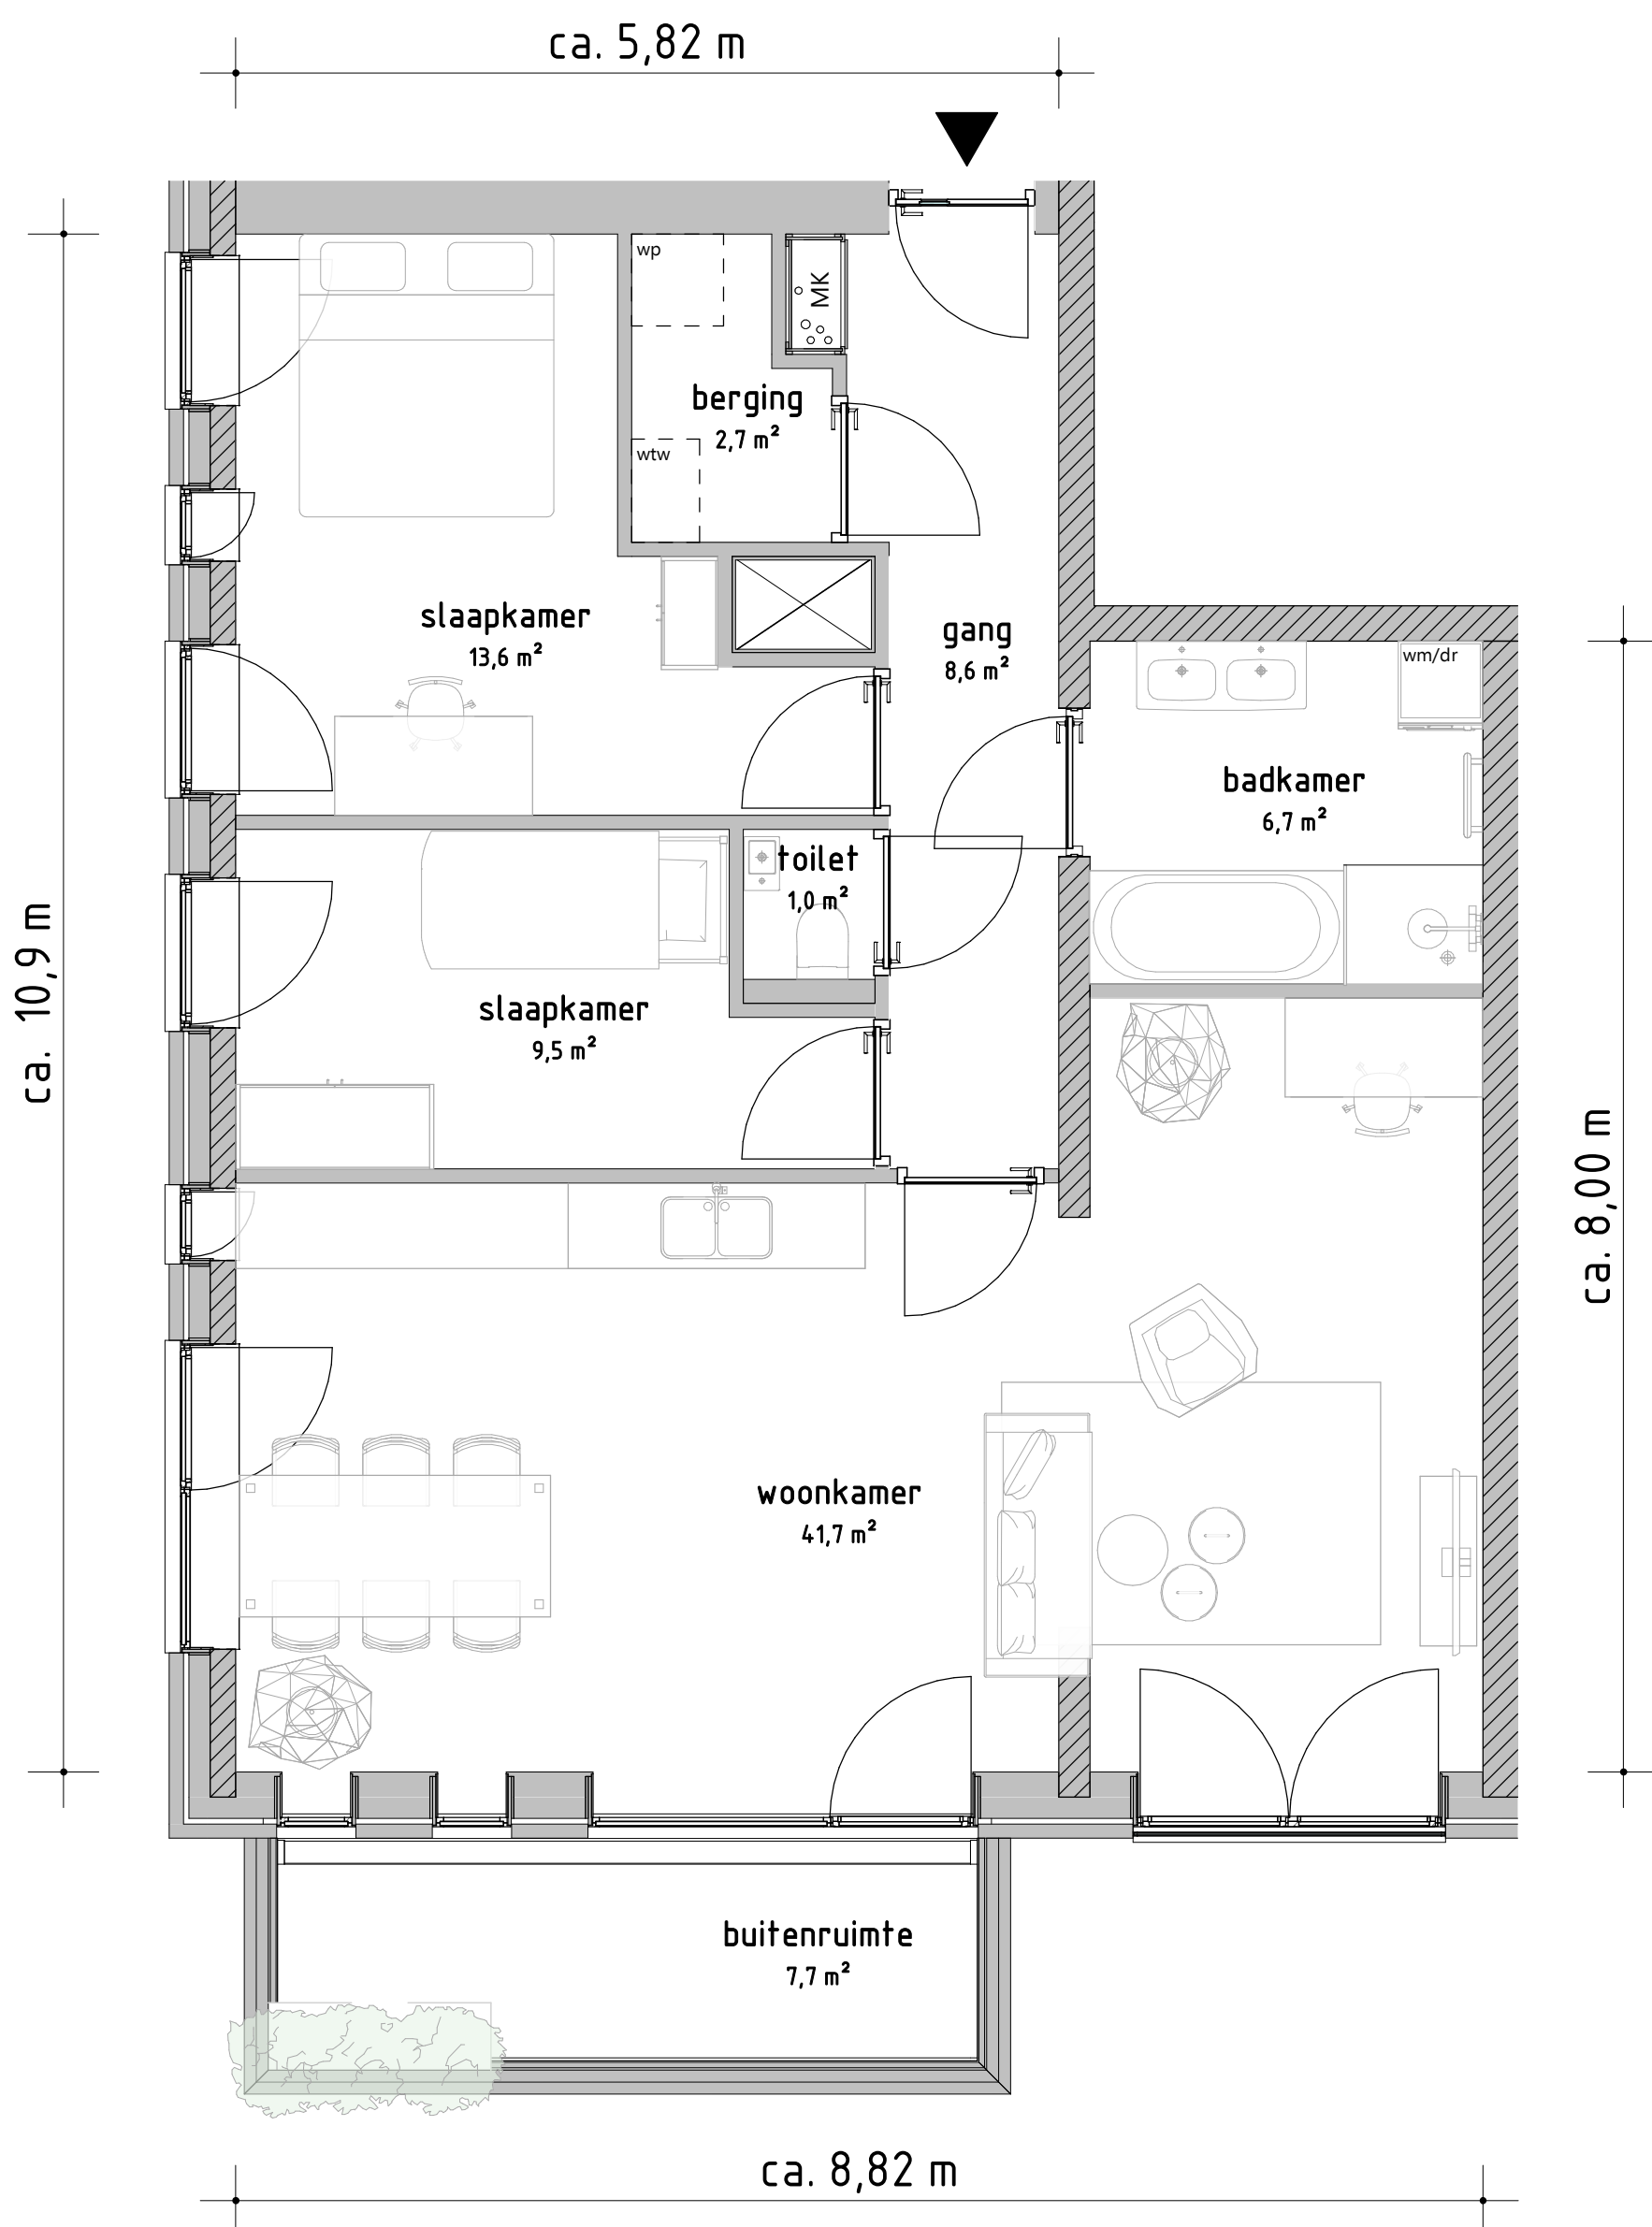 ca. 5,82 m
wp
MK
berging
2,7 m²
wtw
slaapkamer
13,6 m²
gang
8,6 m²
wm/dr
badkamer
6,7 m²
toilet
1,0 m²
ca. 10,9 m
slaapkamer
9,5 m²
ca. 8,00 m
woonkamer
41,7 m²
buitenruimte
7,7 m²
ca. 8,82 m